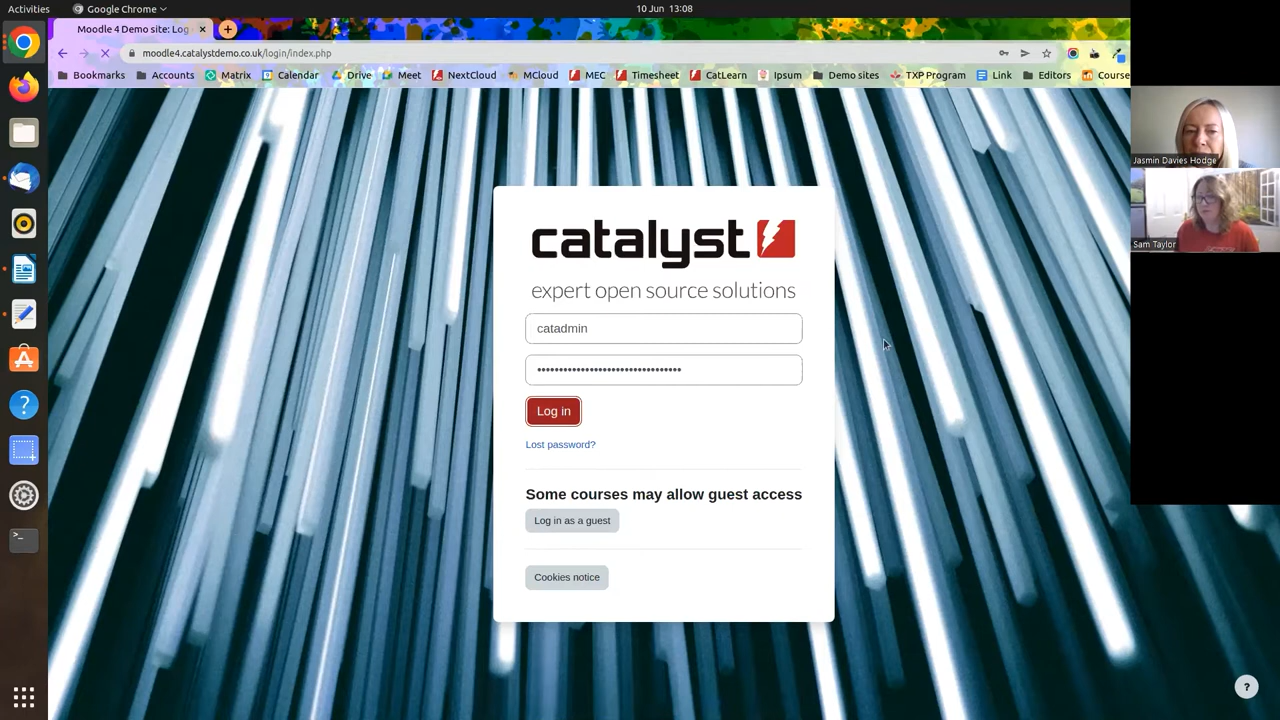 Activities
Google Chrome
10 Jun 13:08
Moodle 4 Demo site: Log
moodle4.catalystdemo.co.uk/login/index.php
Bookmarks
Accounts
Matrix
Calendar
Drive
Meet
NextCloud
MCloud
MEC
Timesheet
CatLearn
Ipsum
Demo sites
TXP Program
Link
Editors
Course
Jasmin Davies Hodge
Sam Taylor
catalyst
expert open source solutions
catadmin
••••••••••••••••••••••••••••••••••
Log in
Lost password?
Some courses may allow guest access
Log in as a guest
Cookies notice
?